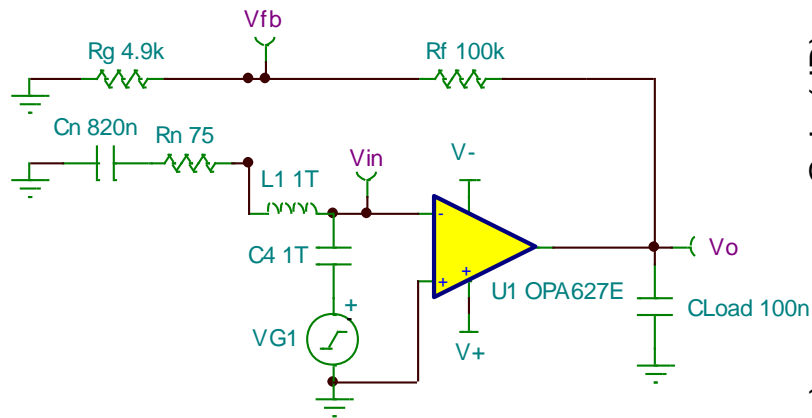 Vfb
Rg 4.9k
Rf 100k
Cn 820n
Rn 75
Vin
V-
L1 1T
-
C4 1T
Vo
+
+
+
U1 OPA627E
CLoad 100n
VG1
V+